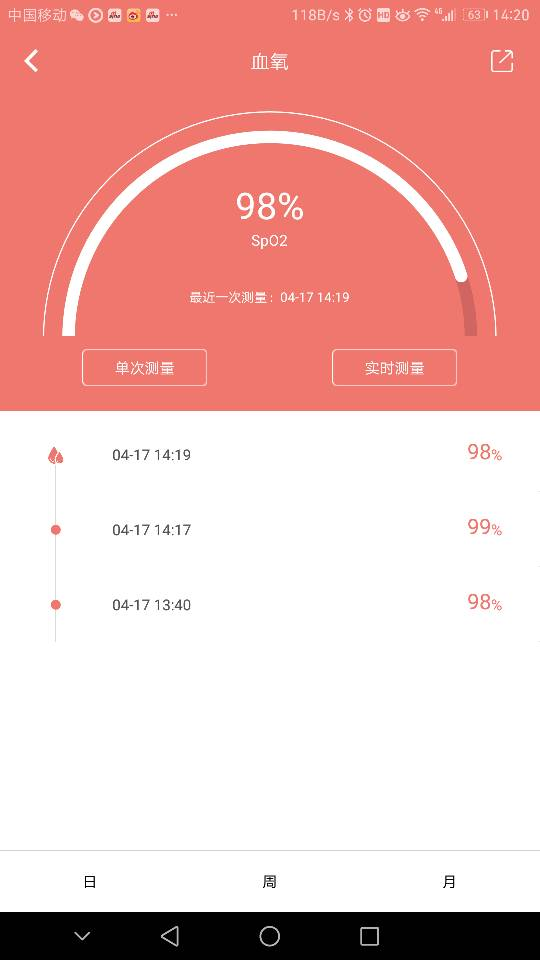 中国移动 ··· 118B/s HD 4G 63 14:20
血氧
98%
SpO2
最近一次测量：04-17 14:19
单次测量 实时测量
04-17 14:19 98%
04-17 14:17 99%
04-17 13:40 98%
日 周 月